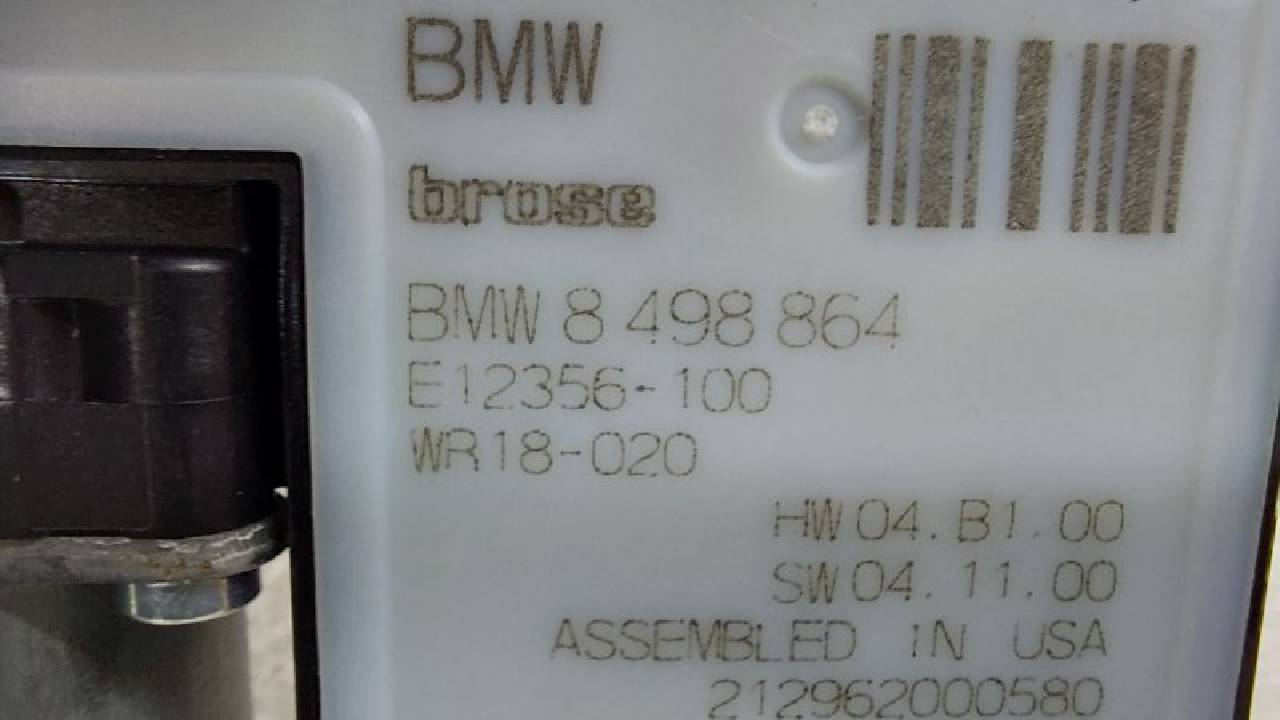 BMW
brose
BMW 8 498 864
E12356-100
WR18-020
HW 04.B1.00
SW 04.11.00
ASSEMBLED IN USA
212962000580